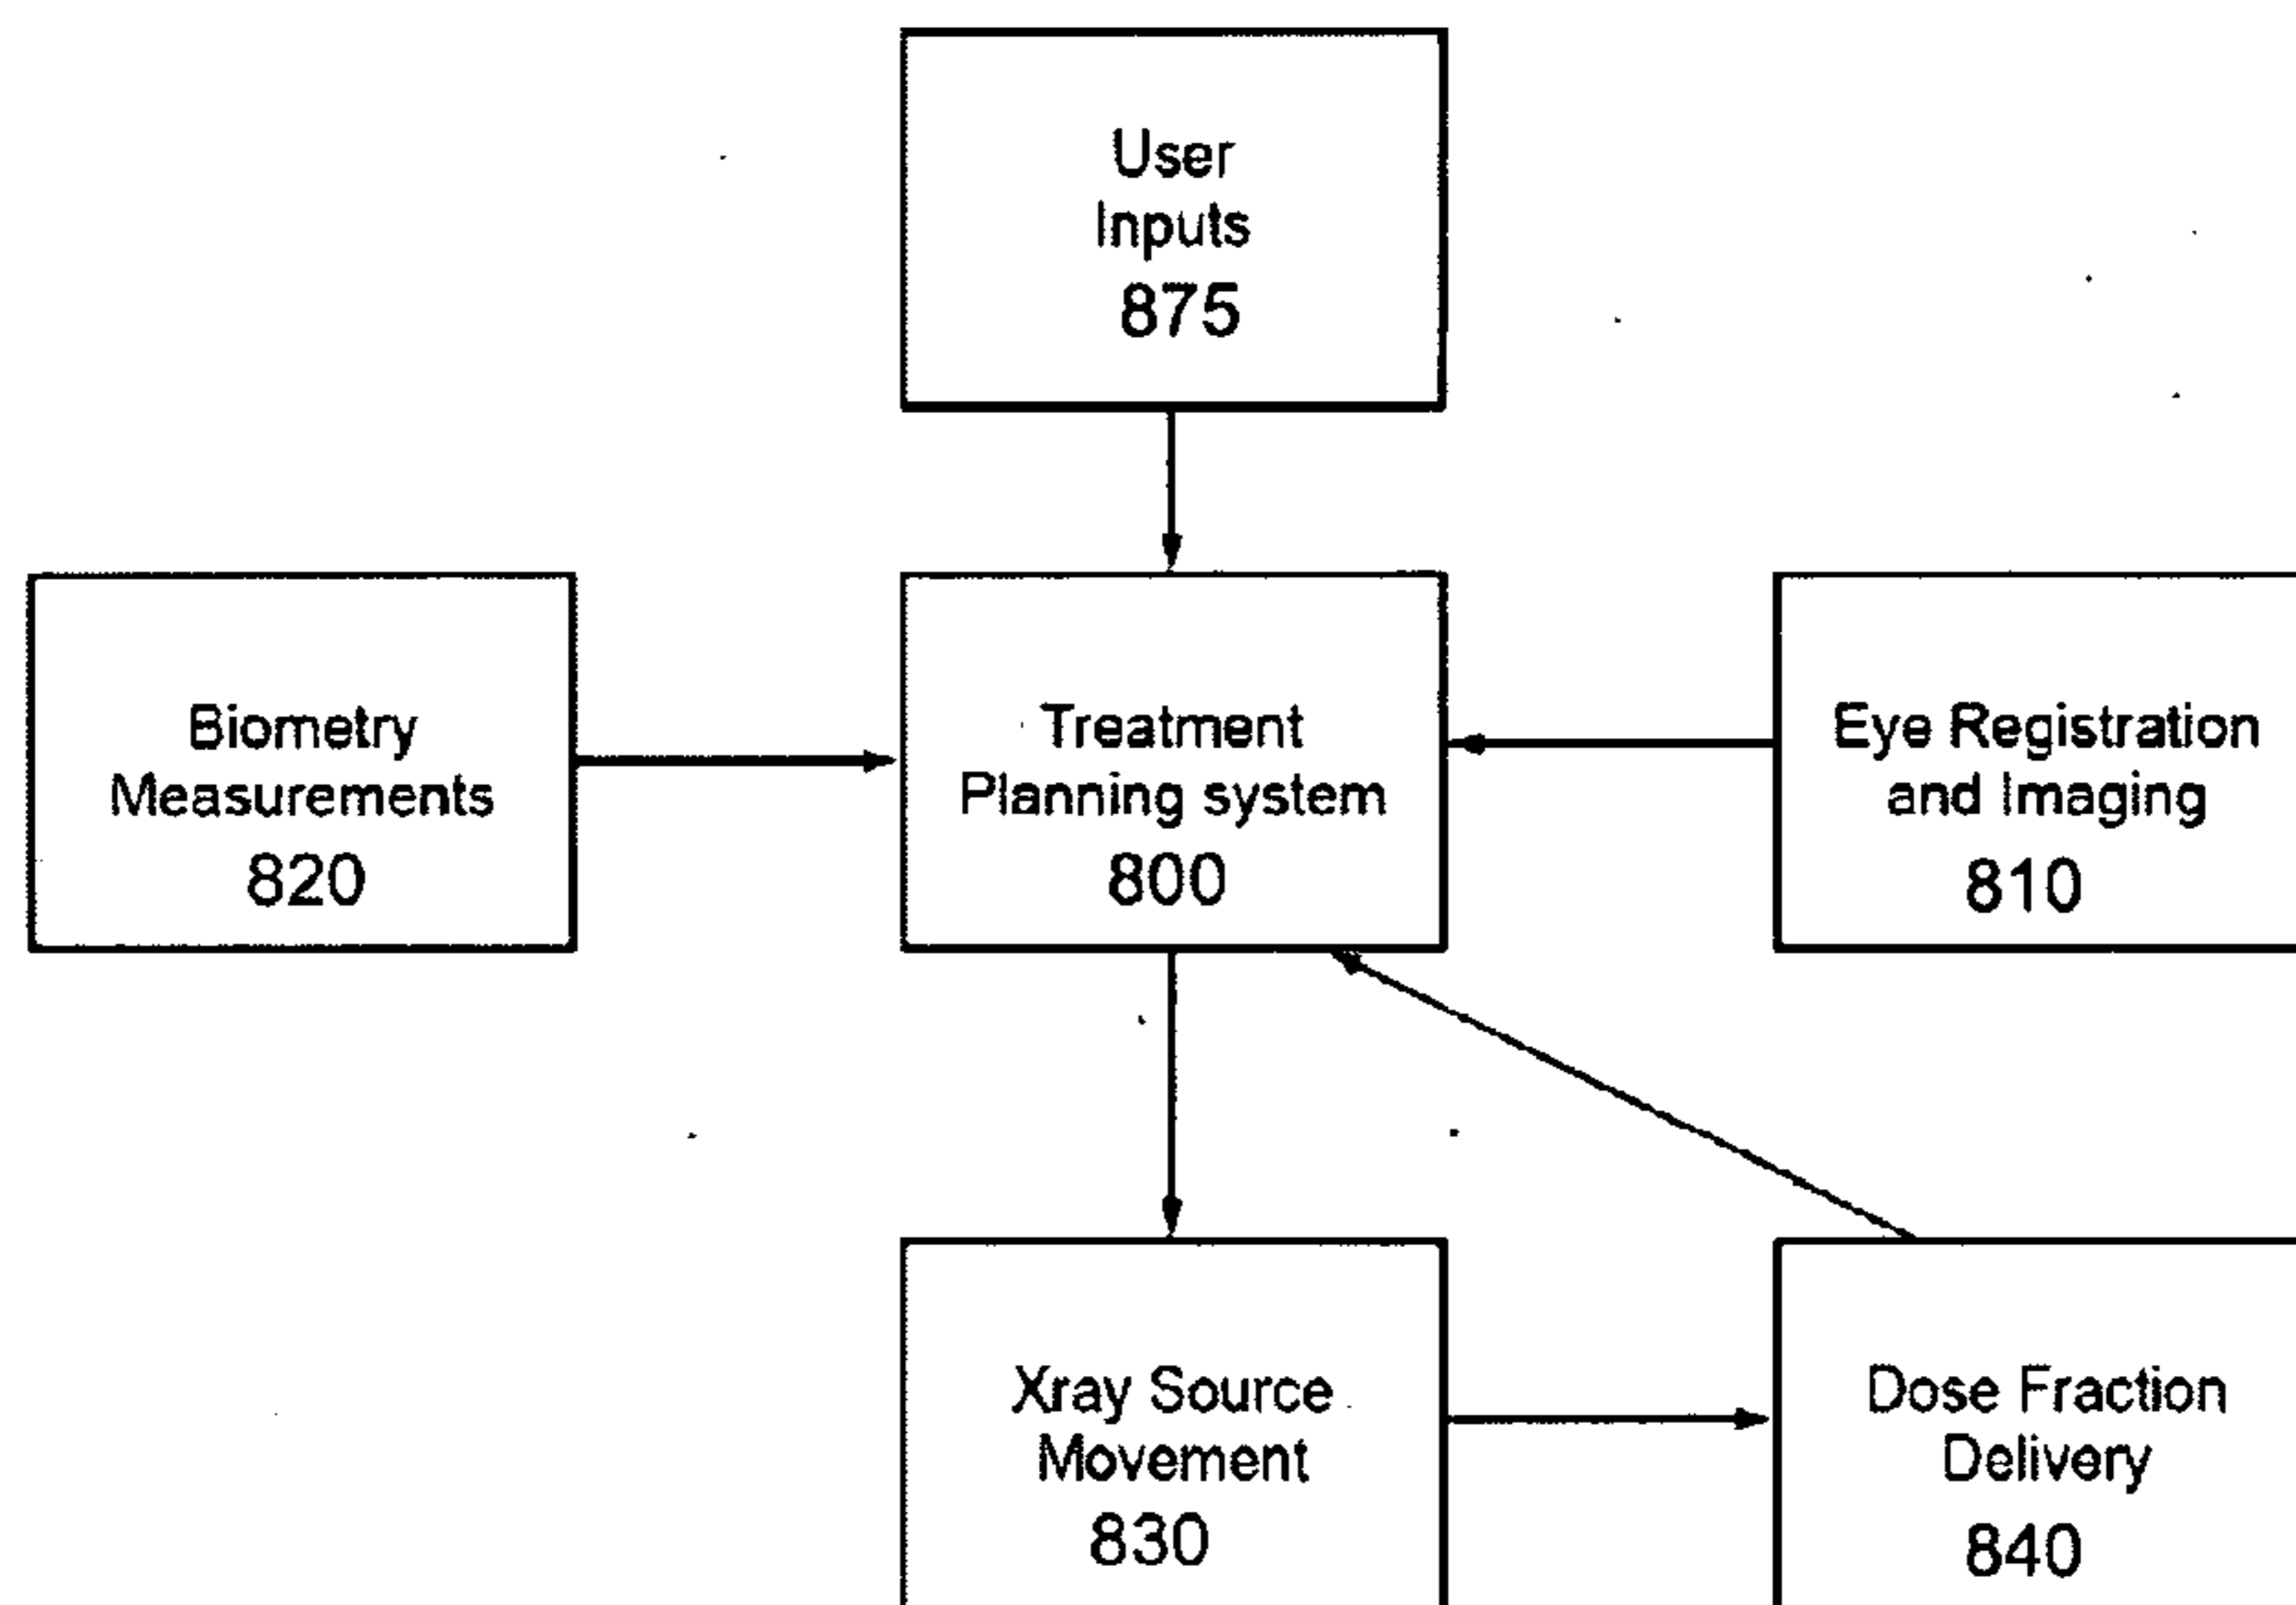 User
Inputs
875
Biometry
Measurements
820
Treatment
Planning system
800
Eye Registration
and Imaging
810
Xray Source
Movement
830
Dose Fraction
Delivery
840